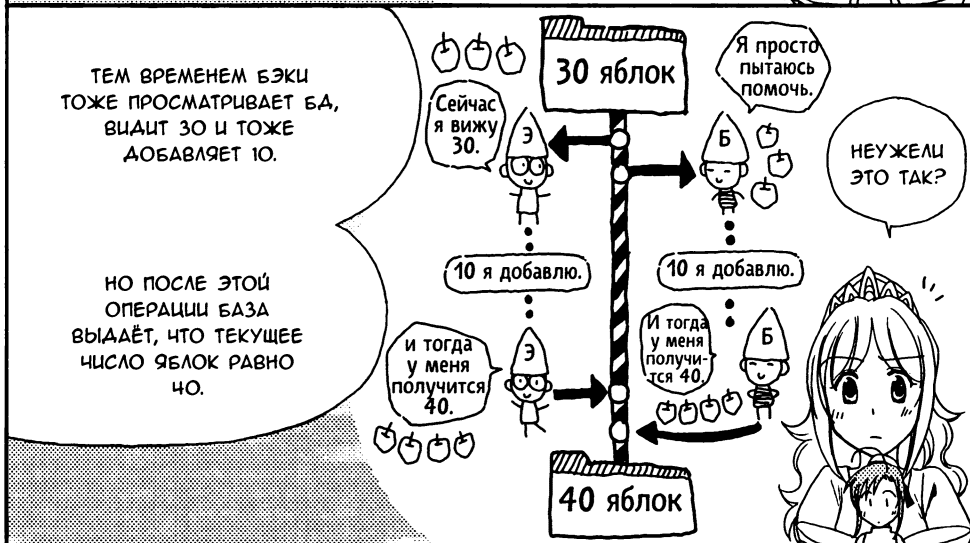 ТЕМ ВРЕМЕНЕМ БЭКИ
ТОЖЕ ПРОСМАТРИВАЕТ БД,
ВИДИТ 30 И ТОЖЕ
ДОБАВЛЯЕТ 10.
НО ПОСЛЕ ЭТОЙ
ОПЕРАЦИИ БАЗА
ВЫДАЁТ, ЧТО ТЕКУЩЕЕ
ЧИСЛО ЯБЛОК РАВНО
40.
30 яблок
Сейчас
я вижу
30.
Э
Я просто
пытаюсь
помочь.
Б
НЕУЖЕЛИ
ЭТО ТАК?
10 я добавлю.
10 я добавлю.
и тогда
у меня
получится
40.
Э
И тогда
у меня
получи-
тся 40.
Б
40 яблок